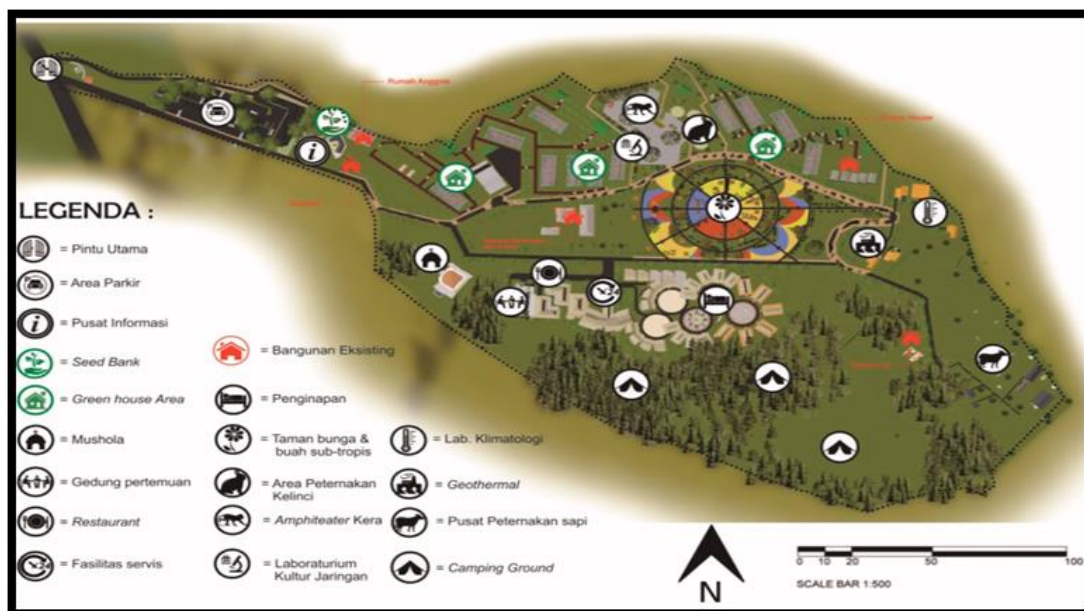 Rumah Anggrek
LEGENDA :
= Pintu Utama
= Area Parkir
i = Pusat Informasi
= Seed Bank
= Green house Area
= Mushola
= Gedung pertemuan
= Restaurant
= Fasilitas servis
= Bangunan Eksisting
= Penginapan
= Taman bunga &
buah sub-tropis
= Area Peternakan
Kelinci
= Amphiteater Kera
= Laboraturium
Kultur Jaringan
= Lab. Klimatologi
= Geothermal
= Pusat Peternakan sapi
= Camping Ground
N
0 10 20 50 100
SCALE BAR 1:500